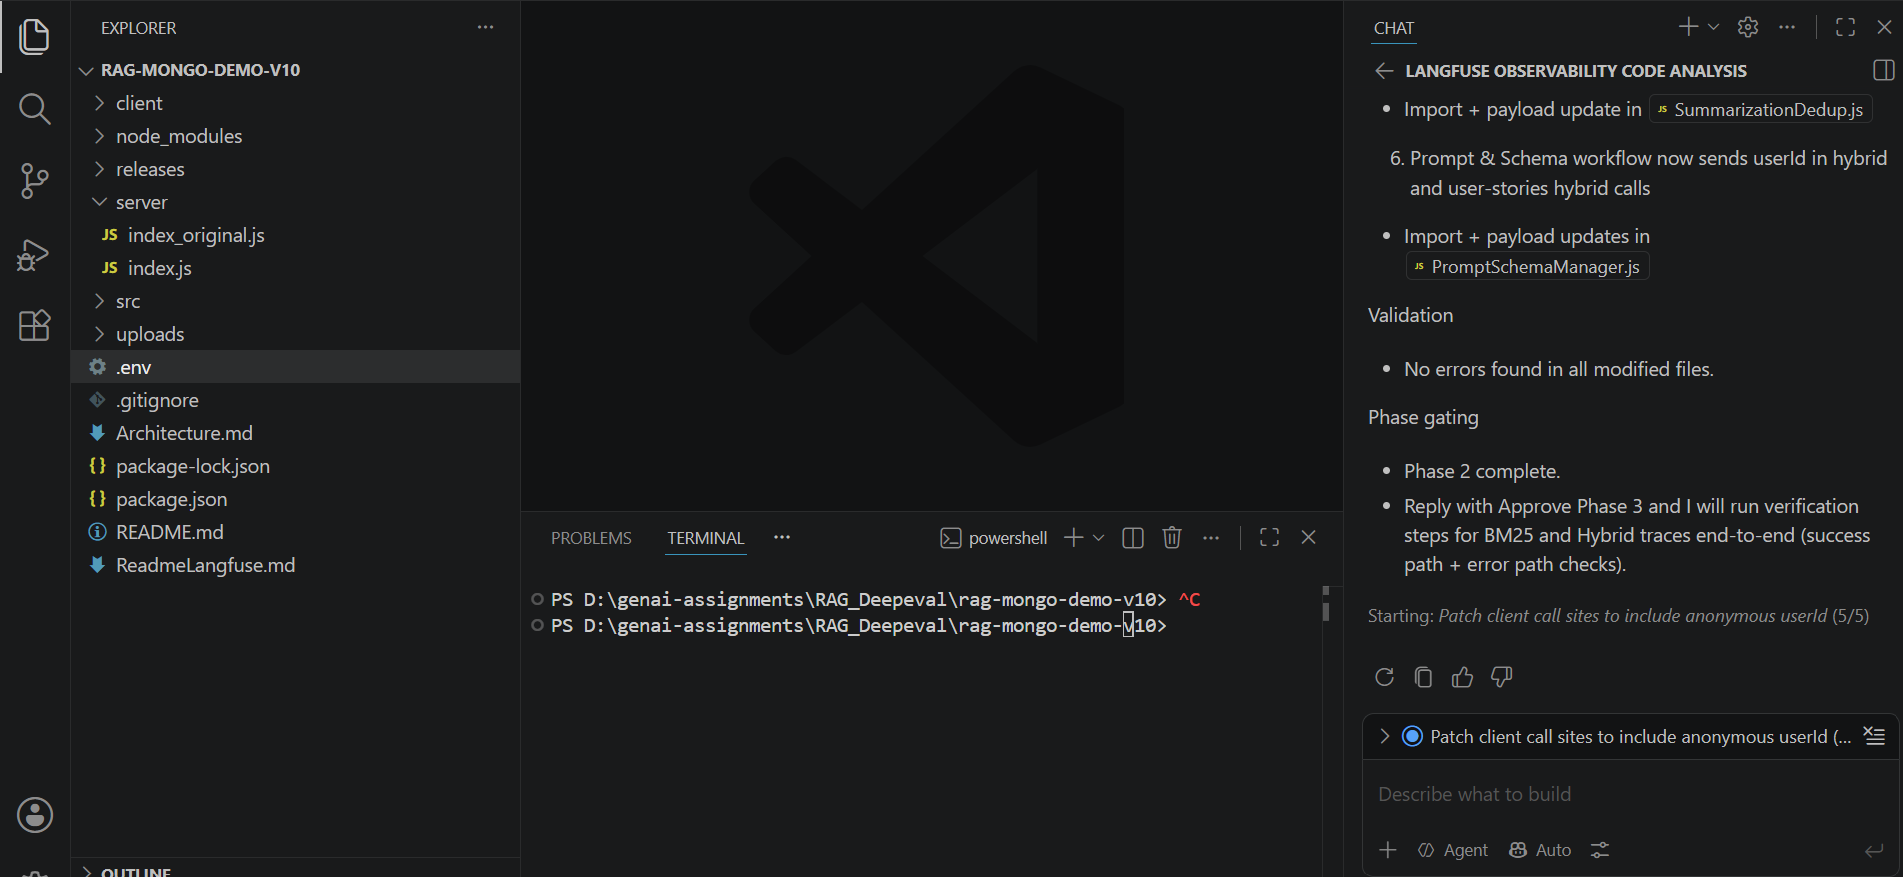 EXPLORER
RAG-MONGO-DEMO-V10
client
node_modules
releases
server
JS index_original.js
JS index.js
src
uploads
.env
.gitignore
Architecture.md
{} package-lock.json
{} package.json
README.md
ReadmeLangfuse.md
OUTLINE
PROBLEMS TERMINAL ··· powershell
PS D:\genai-assignments\RAG_Deepeval\rag-mongo-demo-v10> ^C
PS D:\genai-assignments\RAG_Deepeval\rag-mongo-demo-v10>
CHAT
LANGFUSE OBSERVABILITY CODE ANALYSIS
• Import + payload update in JS SummarizationDedup.js
6. Prompt & Schema workflow now sends userId in hybrid
and user-stories hybrid calls
• Import + payload updates in
JS PromptSchemaManager.js
Validation
• No errors found in all modified files.
Phase gating
• Phase 2 complete.
• Reply with Approve Phase 3 and I will run verification
steps for BM25 and Hybrid traces end-to-end (success
path + error path checks).
Starting: Patch client call sites to include anonymous userId (5/5)
Patch client call sites to include anonymous userId (...
Describe what to build
Agent Auto